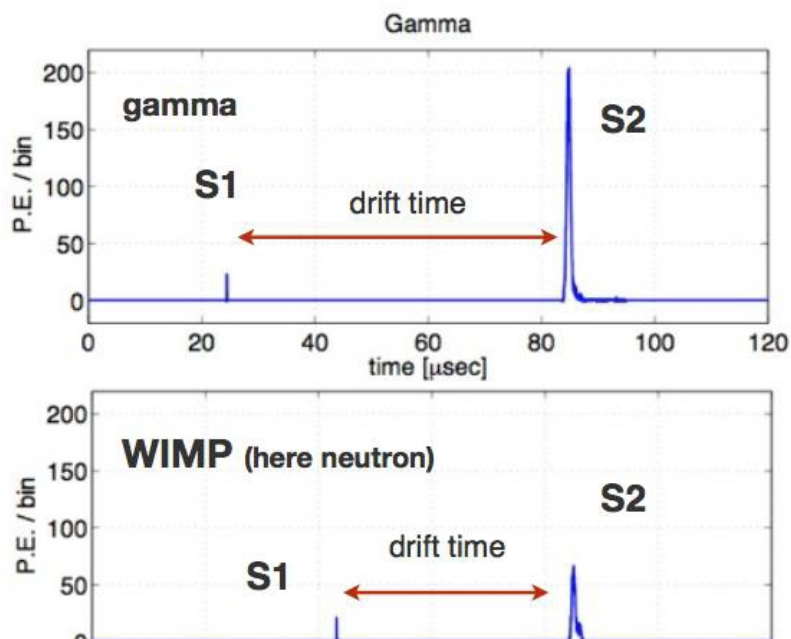 Gamma
200
gamma
S2
150
S1
P.E. / bin
100
drift time
50
0
0 20 40 60 80 100 120
time [μsec]
200
WIMP (here neutron)
150
S2
P.E. / bin
100
drift time
S1
50
0